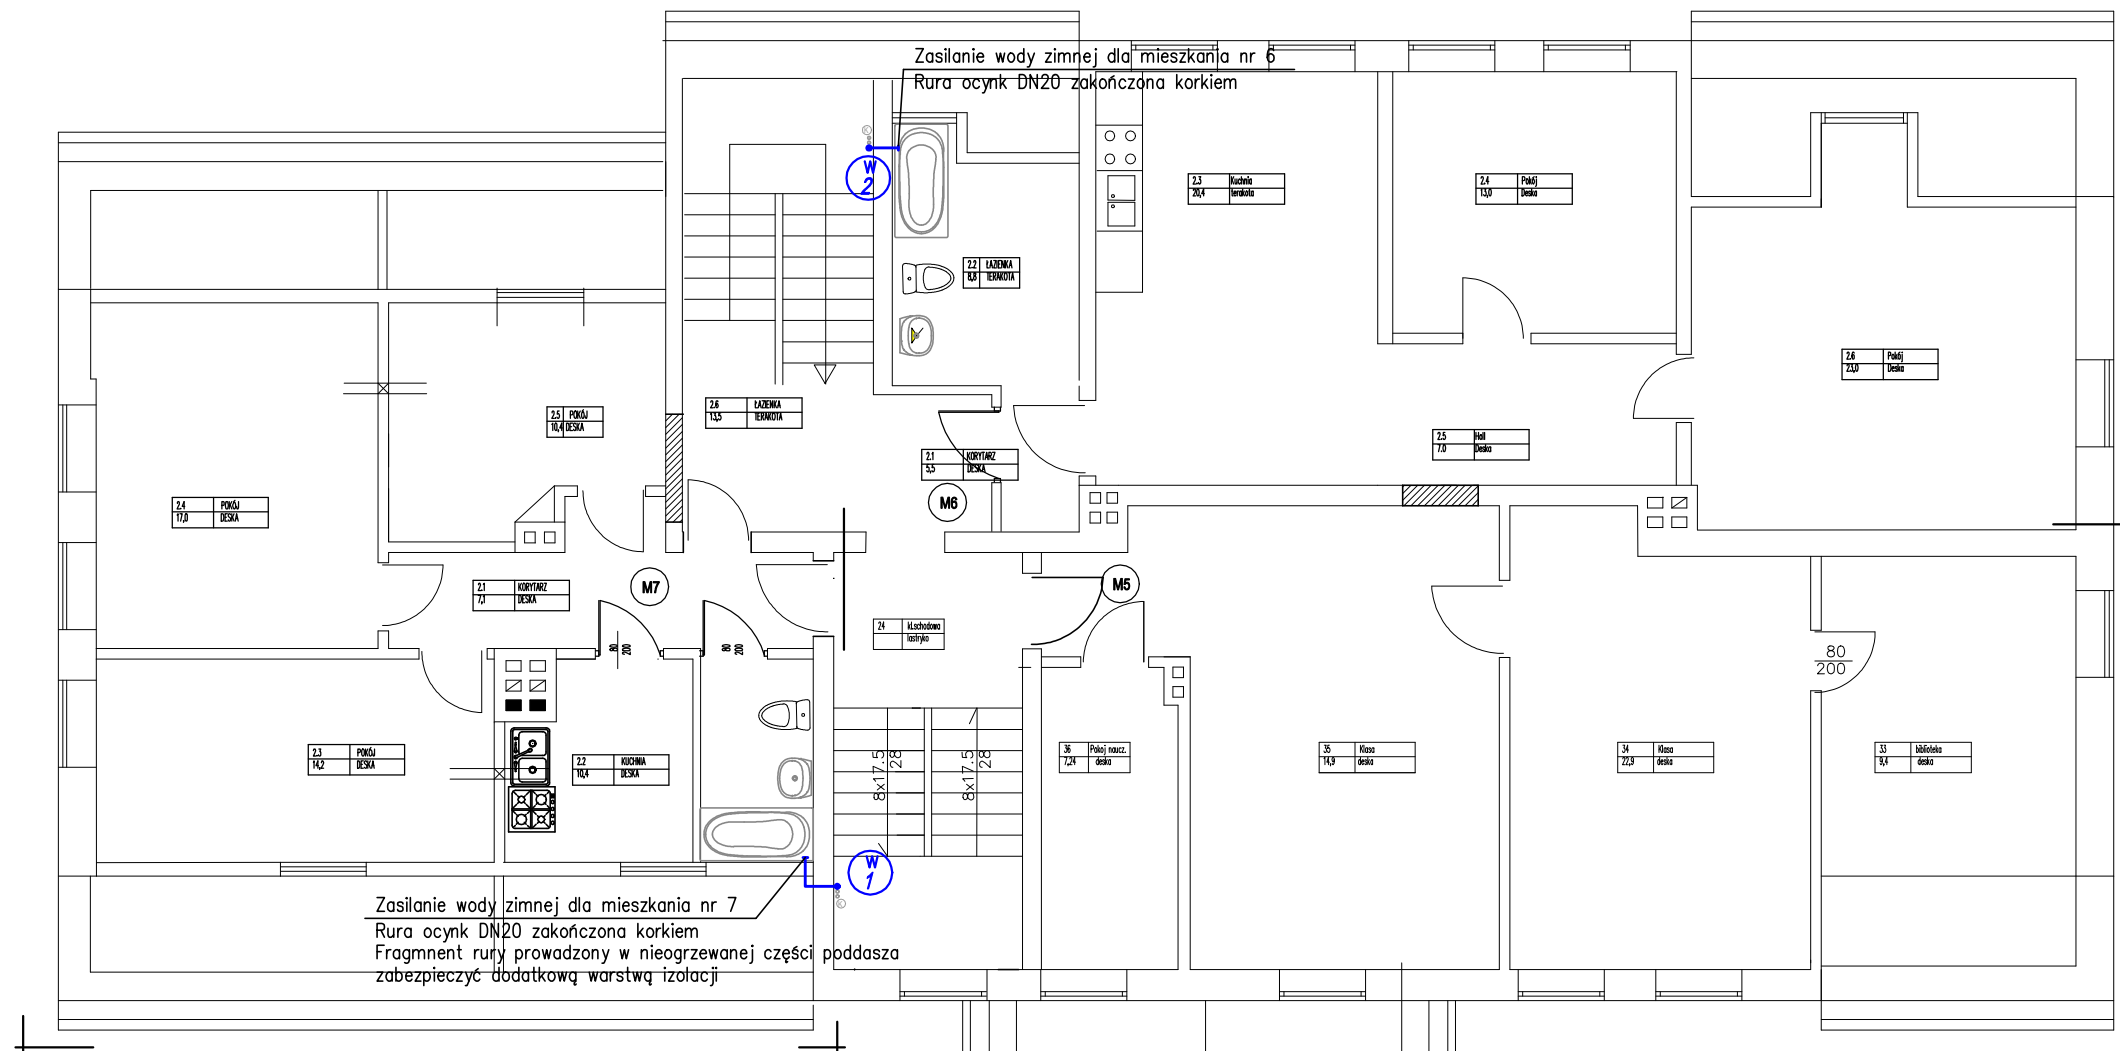 Zasilanie wody zimnej dla mieszkania nr 6
Rura ocynk DN20 zakończona korkiem
K
W
2
2.3 Kuchnia
20,4 terakota
2.4 Pokój
13,0 Deska
2.2 ŁAZIENKA
8,8 TERAKOTA
2.6 Pokój
23,0 Deska
2.5 POKÓJ
10,4 DESKA
2.6 ŁAZIENKA
13,5 TERAKOTA
2.5 Hall
7.0 Deska
2.1 KORYTARZ
5,5 DESKA
M6
2.4 POKÓJ
17,0 DESKA
M7
M5
2.1 KORYTARZ
7,1 DESKA
24 kl.schodowa
lastryko
80
200
80
200
80
200
2.3 POKÓJ
14,2 DESKA
2.2 KUCHNIA
10,4 DESKA
8x17.5
28
8x17.5
28
36 Pokoj naucz.
7,24 deska
35 Klasa
14,9 deska
34 Klasa
22,9 deska
33 biblioteka
9,4 deska
W
1
K
Zasilanie wody zimnej dla mieszkania nr 7
Rura ocynk DN20 zakończona korkiem
Fragmnent rury prowadzony w nieogrzewanej części poddasza
zabezpieczyć dodatkową warstwą izolacji